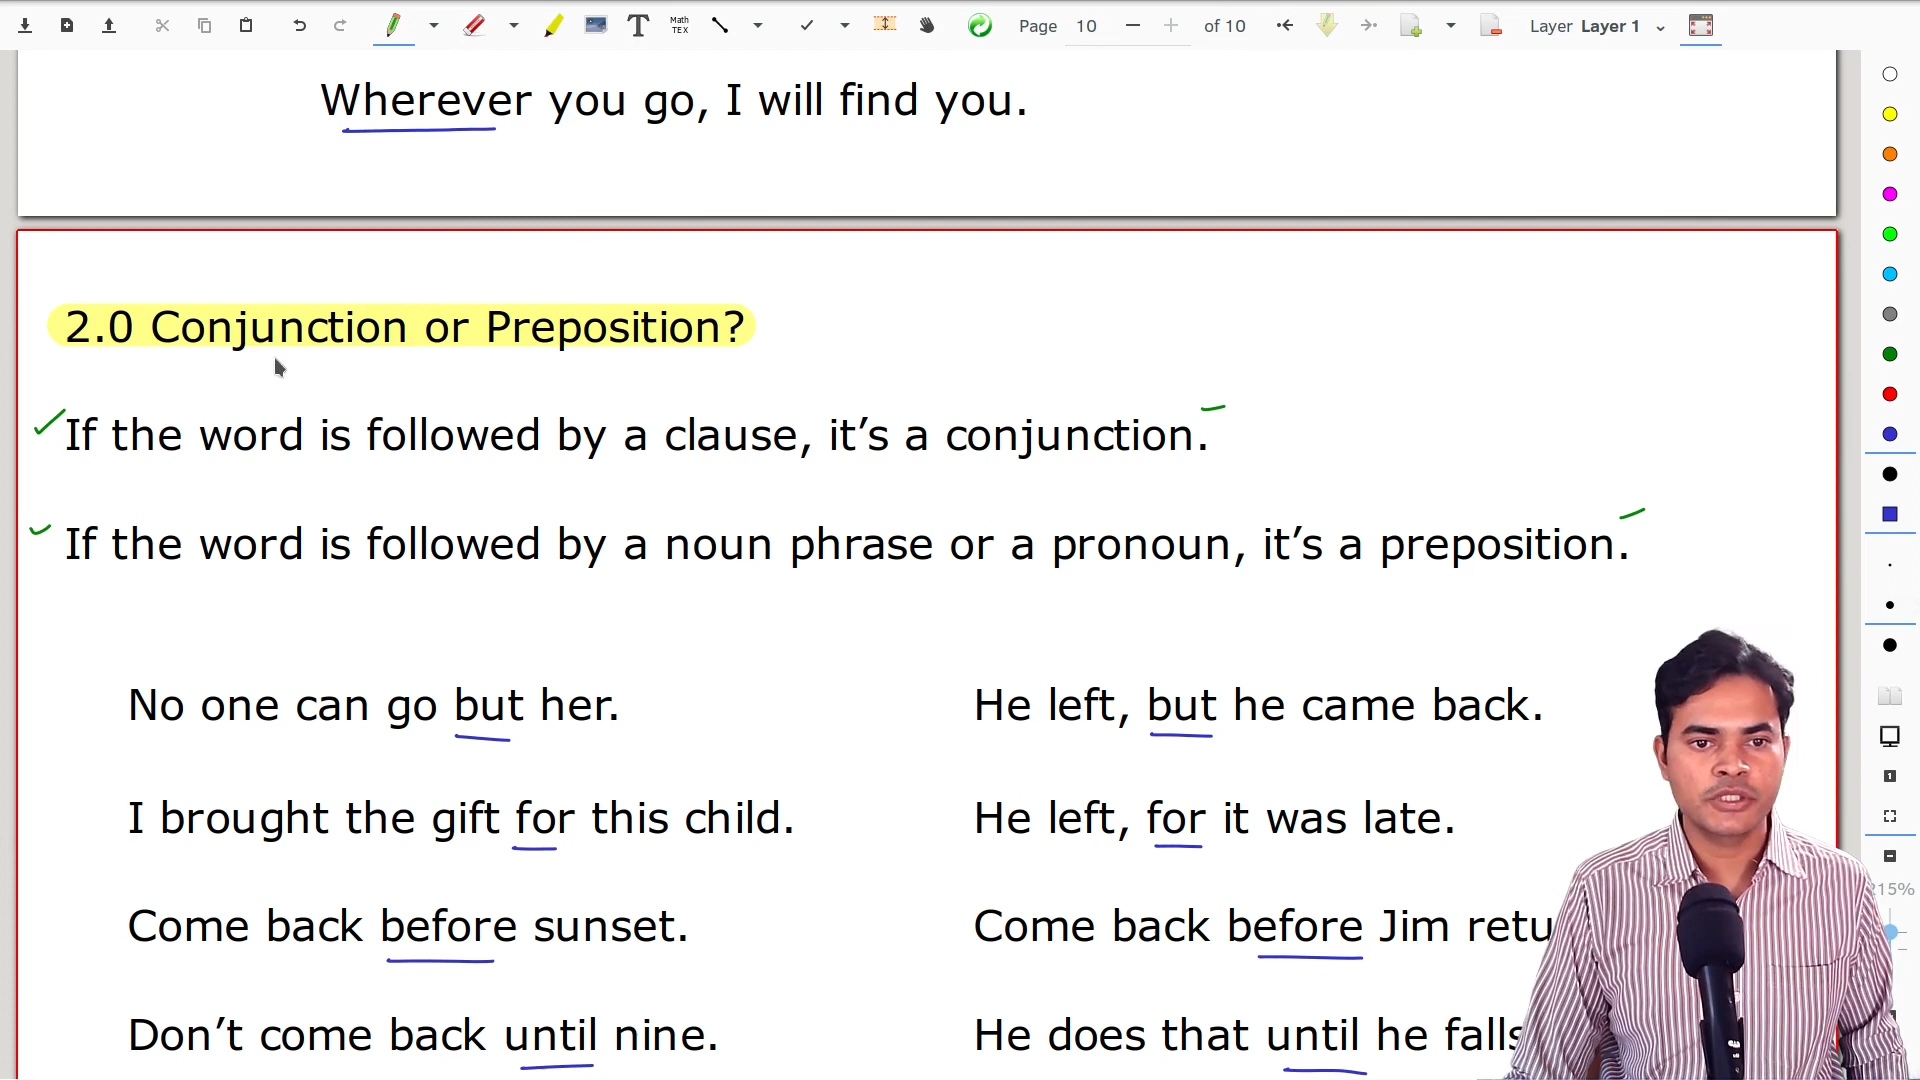 Math
TEX
Page 10 of 10
Layer Layer 1
Wherever you go, I will find you.
2.0 Conjunction or Preposition?
If the word is followed by a clause, it’s a conjunction.
If the word is followed by a noun phrase or a pronoun, it’s a preposition.
No one can go but her.
He left, but he came back.
I brought the gift for this child.
He left, for it was late.
15%
Come back before sunset.
Come back before Jim retu
Don’t come back until nine.
He does that until he falls